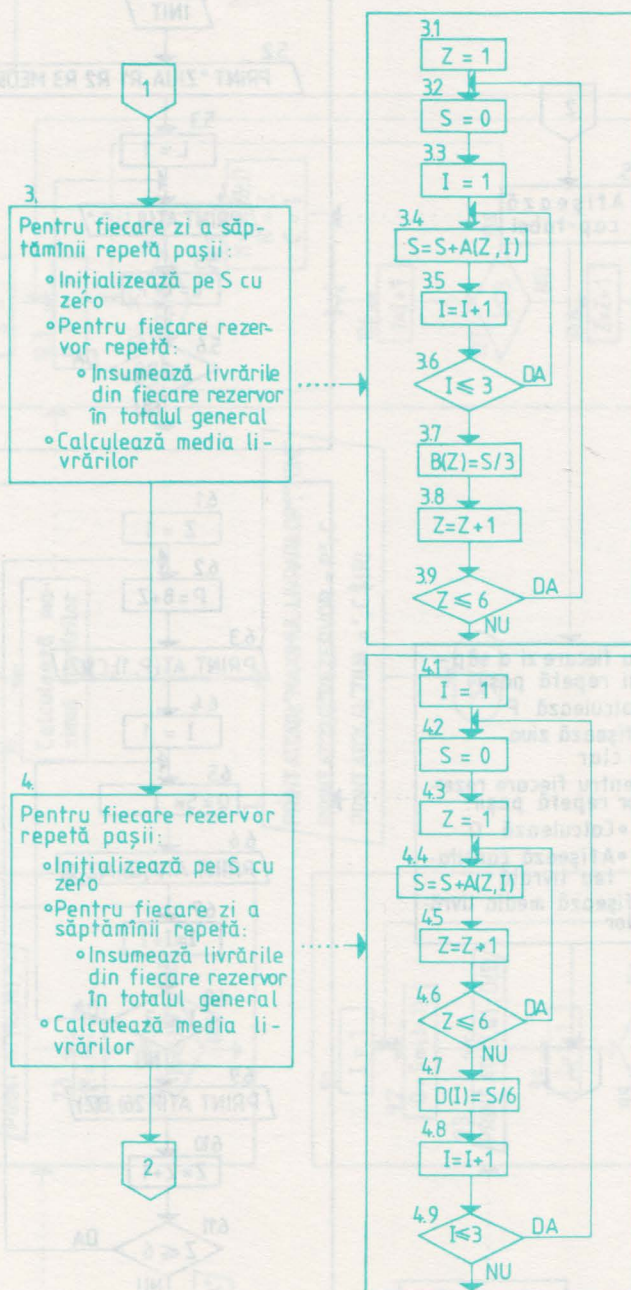 1
3.
Pentru fiecare zi a săp-
tămînii repetă pașii:
Inițializează pe S cu
zero
Pentru fiecare rezer-
vor repetă:
Insumează livrările
din fiecare rezervor
în totalul general
Calculează media li-
vrărilor
3.1
Z = 1
3.2
S = 0
3.3
I = 1
3.4
S=S+A(Z,I)
3.5
I=I+1
3.6
I ≤ 3
DA
3.7
B(Z)=S/3
3.8
Z=Z+1
3.9
Z ≤ 6
DA
NU
4.
Pentru fiecare rezervor
repetă pașii:
Inițializează pe S cu
zero
Pentru fiecare zi a
săptămînii repetă:
Insumează livrările
din fiecare rezervor
în totalul general
Calculează media li-
vrărilor
2
4.1
I = 1
4.2
S = 0
4.3
Z = 1
4.4
S=S+A(Z,I)
4.5
Z=Z+1
4.6
Z ≤ 6
DA
NU
4.7
D(I)=S/6
4.8
I=I+1
4.9
I≤3
DA
NU